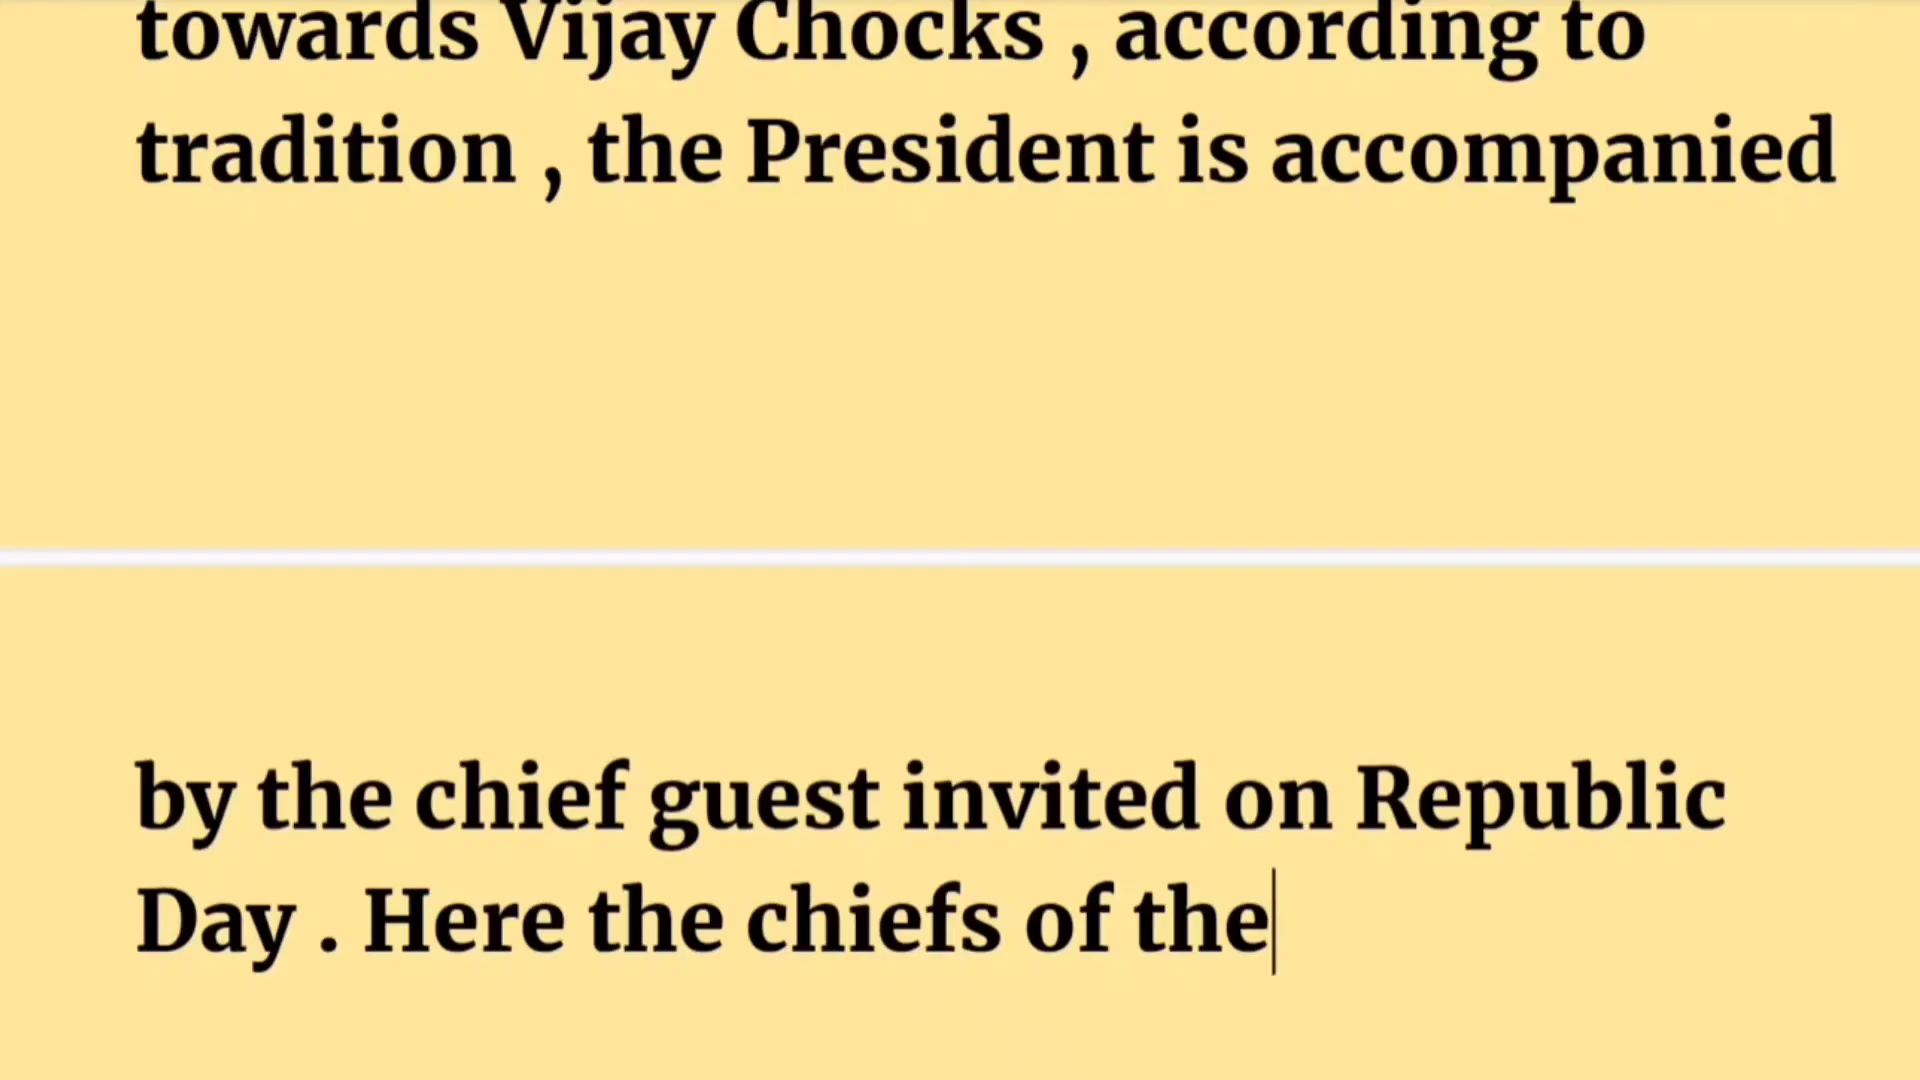 towards Vijay Chocks , according to
tradition , the President is accompanied
by the chief guest invited on Republic
Day . Here the chiefs of the